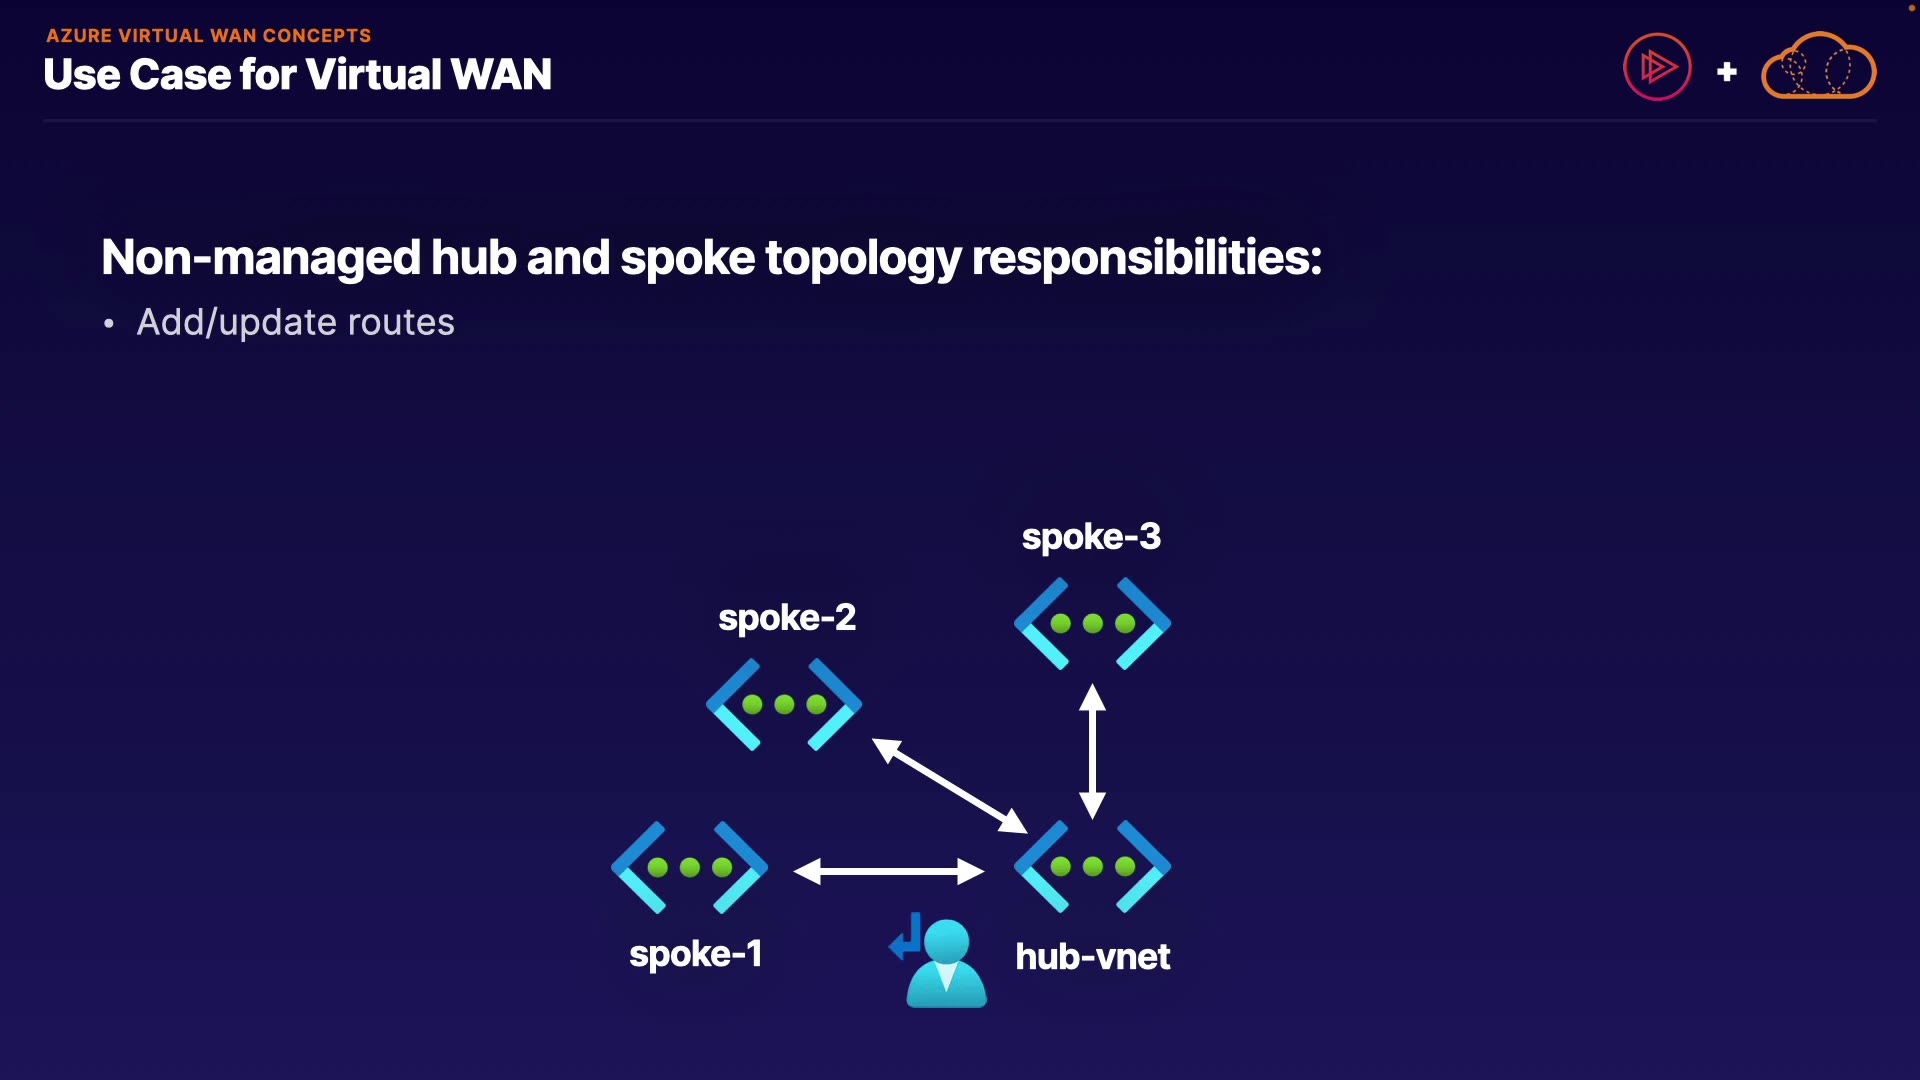 AZURE VIRTUAL WAN CONCEPTS
Use Case for Virtual WAN
Non-managed hub and spoke topology responsibilities:
• Add/update routes
spoke-3
spoke-2
spoke-1
hub-vnet